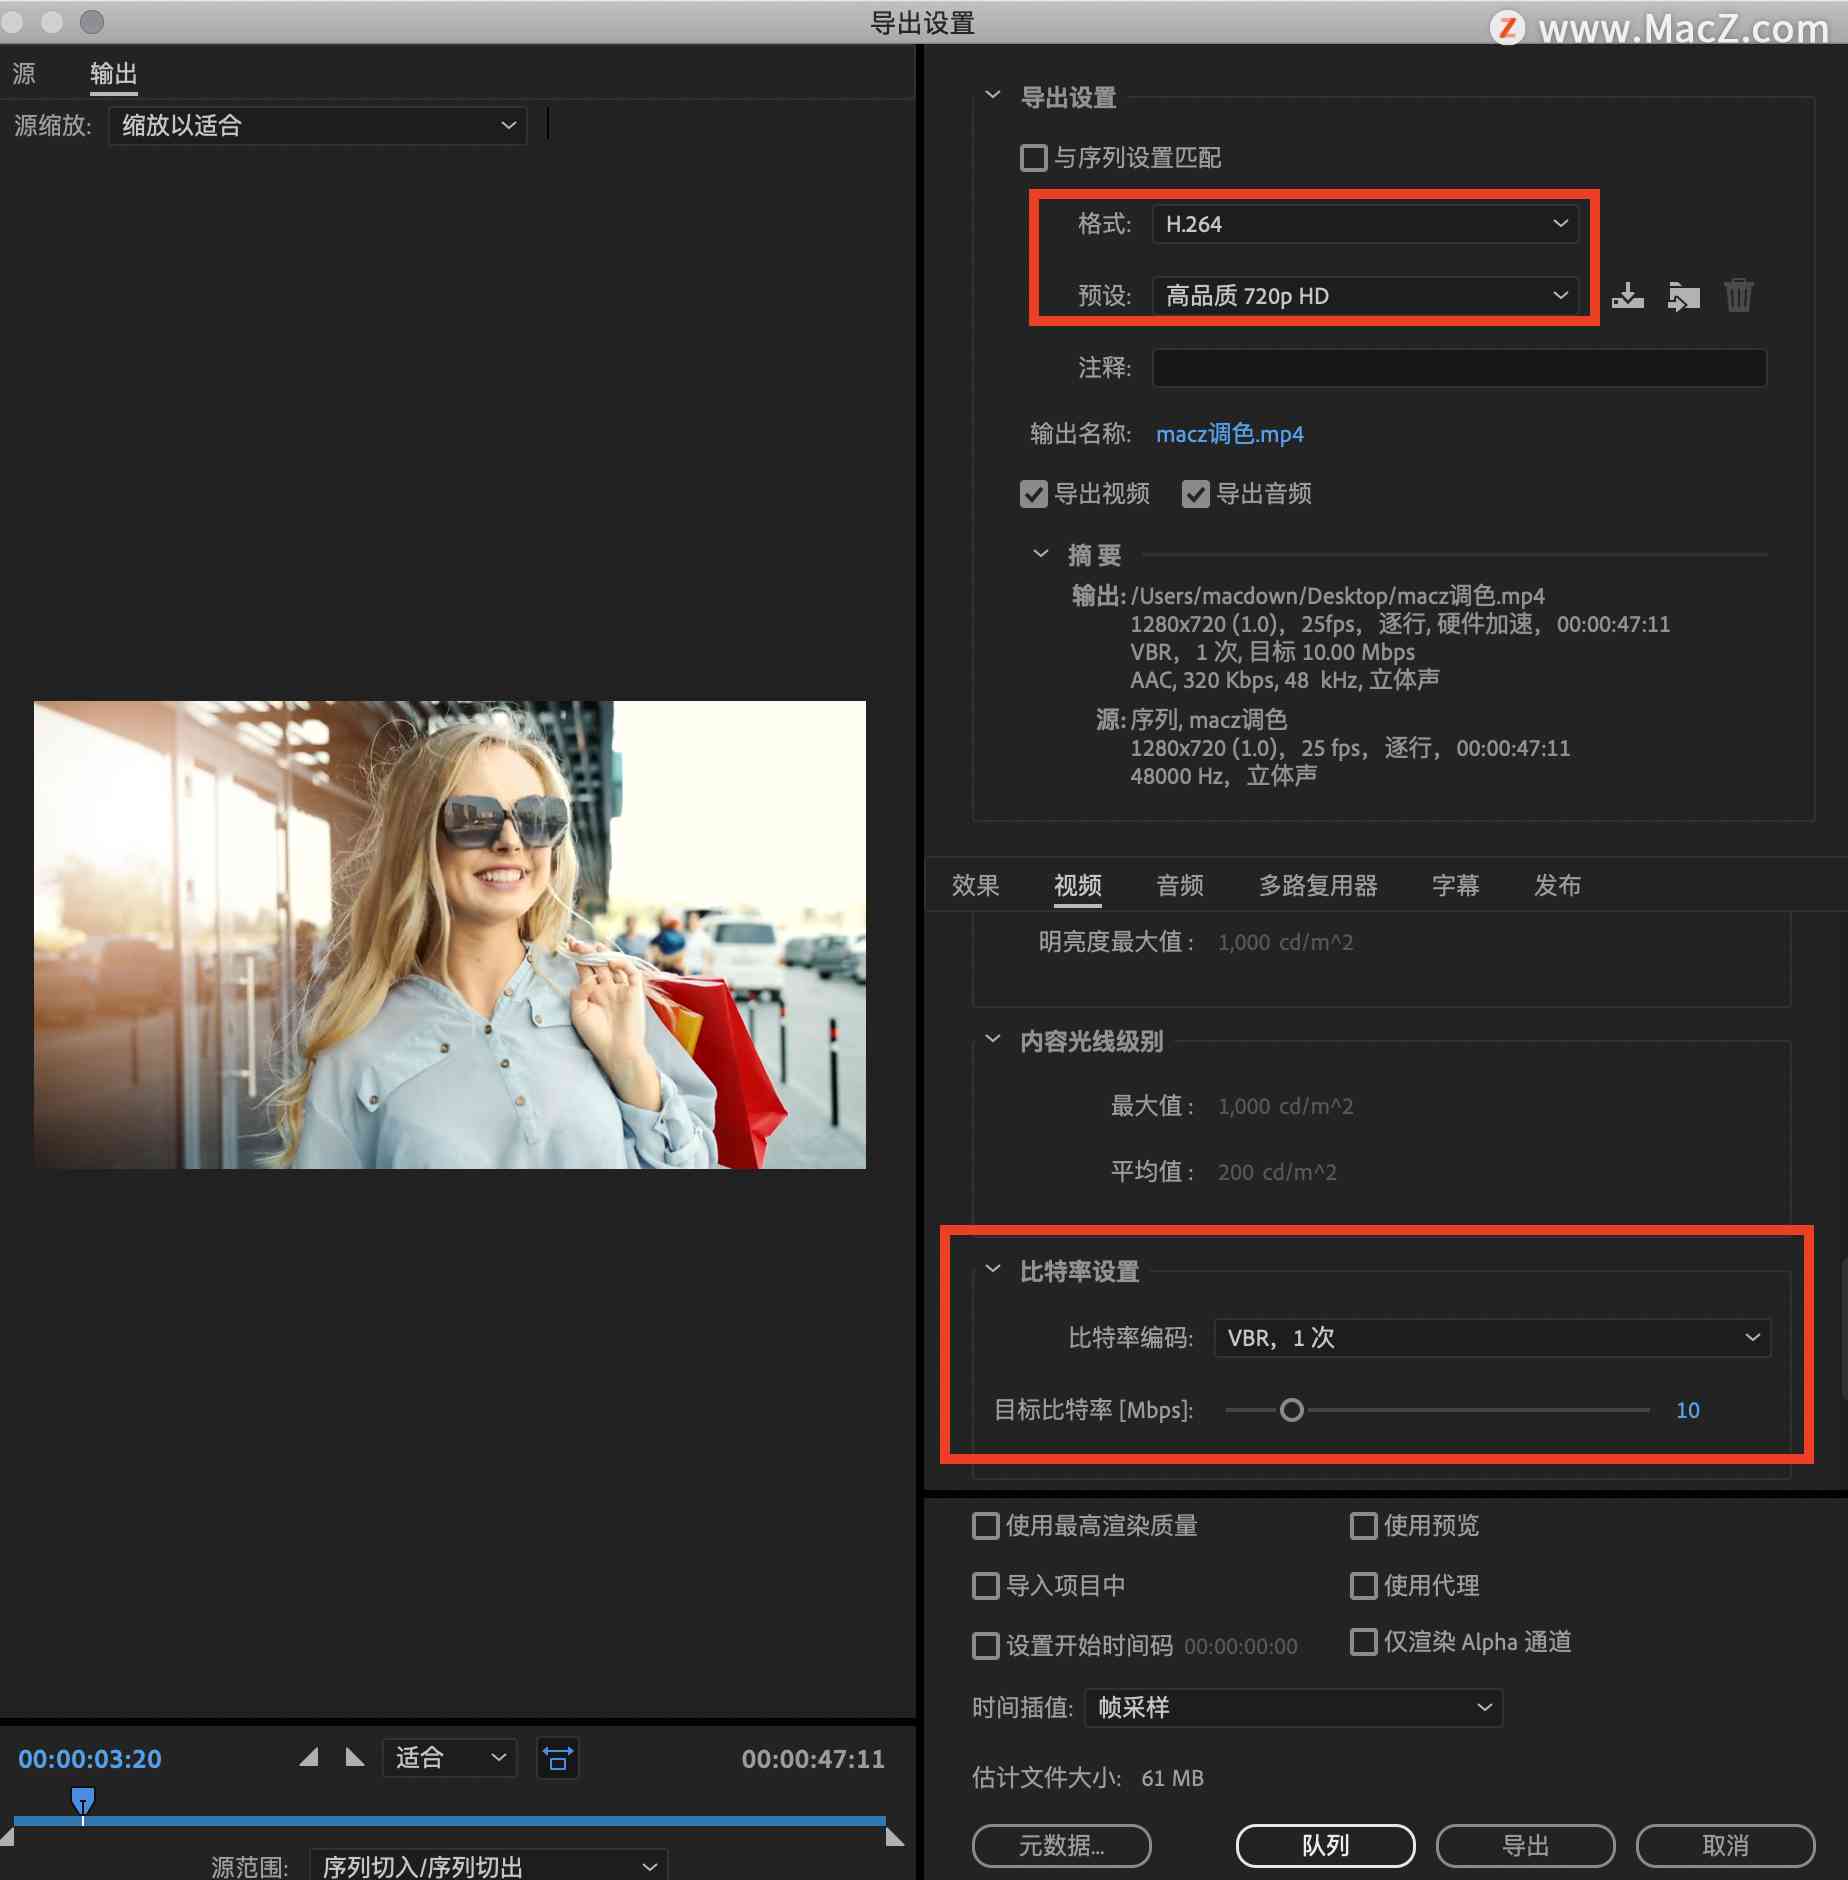 导出设置
www.MacZ.com
源 输出
源缩放: 缩放以适合
导出设置
与序列设置匹配
格式: H.264
预设: 高品质 720p HD
注释:
输出名称: macz调色.mp4
导出视频 导出音频
摘要
输出: /Users/macdown/Desktop/macz调色.mp4
1280x720 (1.0)，25fps，逐行, 硬件加速，00:00:47:11
VBR，1 次, 目标 10.00 Mbps
AAC, 320 Kbps, 48 kHz, 立体声
源: 序列, macz调色
1280x720 (1.0)，25 fps，逐行，00:00:47:11
48000 Hz，立体声
效果 视频 音频 多路复用器 字幕 发布
明亮度最大值： 1,000 cd/m^2
内容光线级别
最大值： 1,000 cd/m^2
平均值： 200 cd/m^2
比特率设置
比特率编码: VBR，1 次
目标比特率 [Mbps]: 10
使用最高渲染质量 使用预览
导入项目中 使用代理
设置开始时间码 00:00:00:00 仅渲染 Alpha 通道
时间插值: 帧采样
估计文件大小: 61 MB
元数据... 队列 导出 取消
00:00:03:20 适合 00:00:47:11
源范围: 序列切入/序列切出